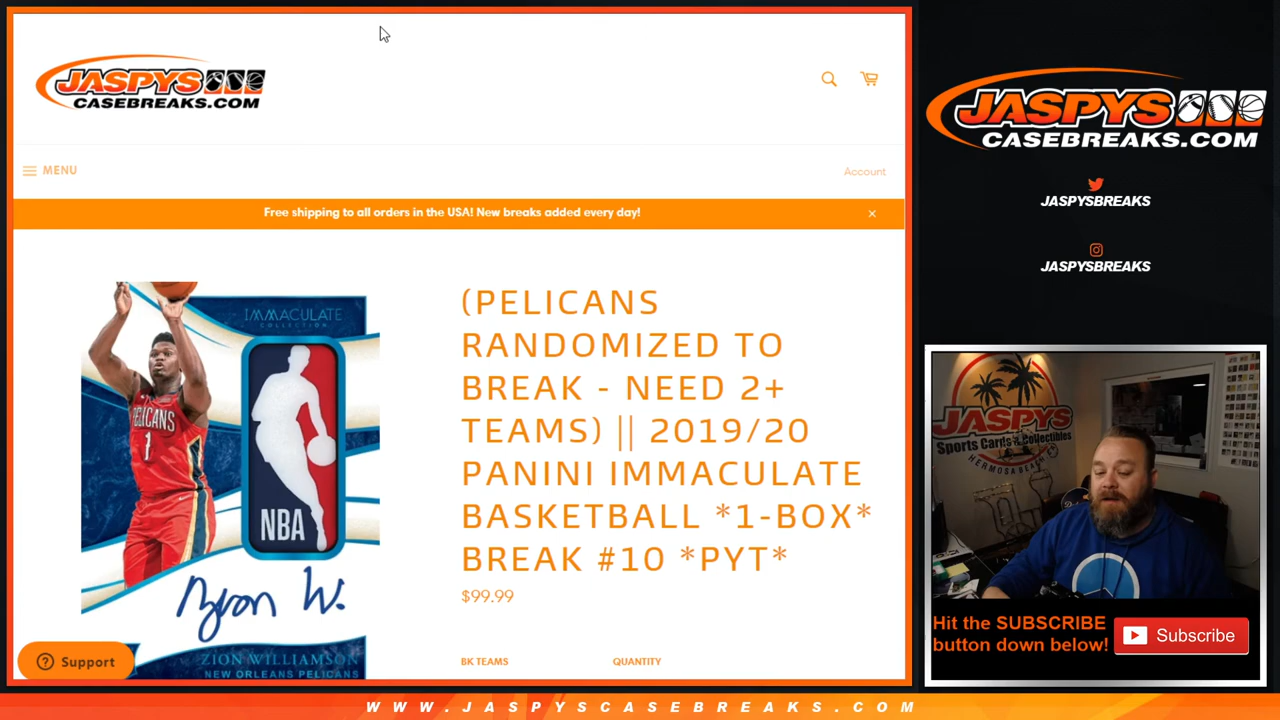 JASPYS
CASEBREAKS.COM
MENU
Account
Free shipping to all orders in the USA! New breaks added every day!
×
IMMACULATE
COLLECTION
PELICANS
1
NBA
Zion W.
ZION WILLIAMSON
NEW ORLEANS PELICANS
Support
(PELICANS
RANDOMIZED TO
BREAK - NEED 2+
TEAMS) || 2019/20
PANINI IMMACULATE
BASKETBALL *1-BOX*
BREAK #10 *PYT*
$99.99
BK TEAMS
QUANTITY
JASPYS
CASEBREAKS.COM
JASPYSBREAKS
JASPYSBREAKS
JASPYS
Sports Cards & Collectibles
HERMOSA BEACH
Hit the SUBSCRIBE
button down below!
Subscribe
WWW.JASPYSCASEBREAKS.COM